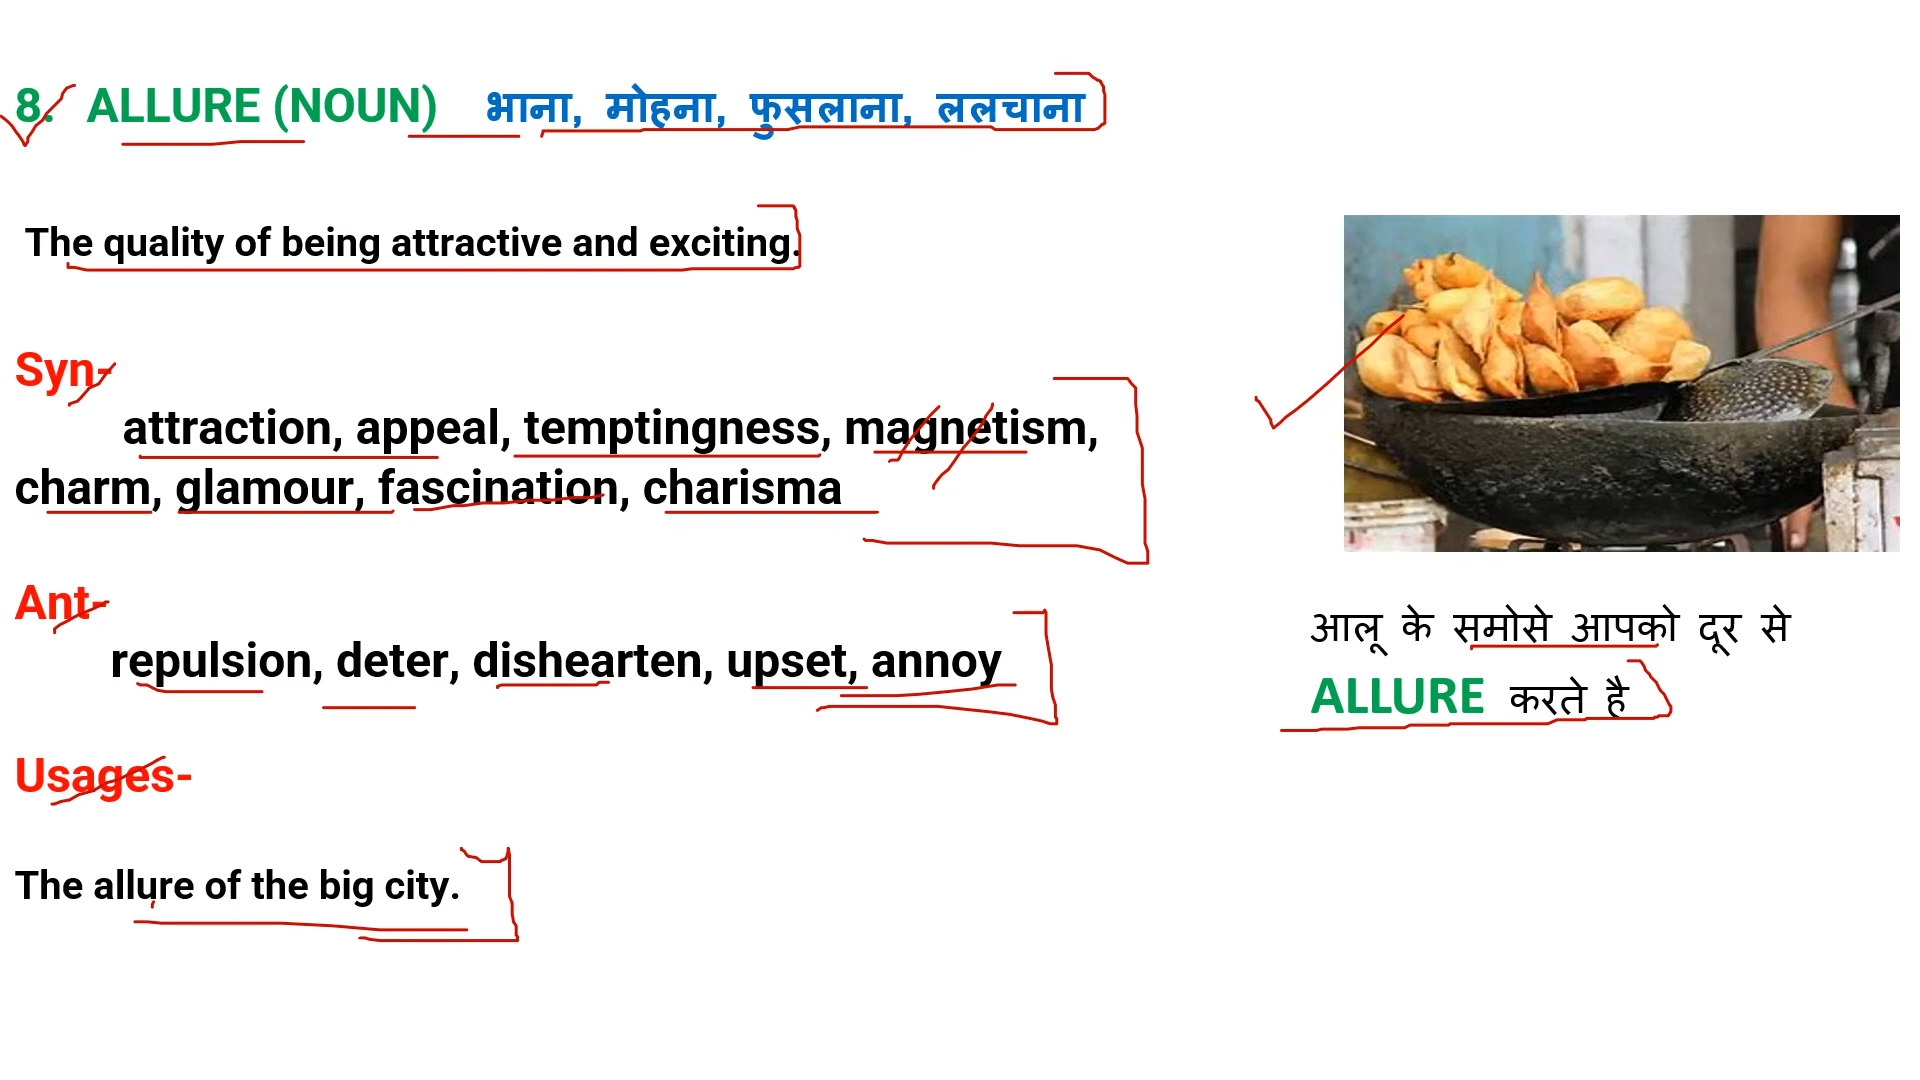 8. ALLURE (NOUN) भाना, मोहना, फुसलाना, ललचाना
The quality of being attractive and exciting.
Syn-
attraction, appeal, temptingness, magnetism,
charm, glamour, fascination, charisma
Ant-
repulsion, deter, dishearten, upset, annoy
Usages-
The allure of the big city.
आलू के समोसे आपको दूर से
ALLURE करते है